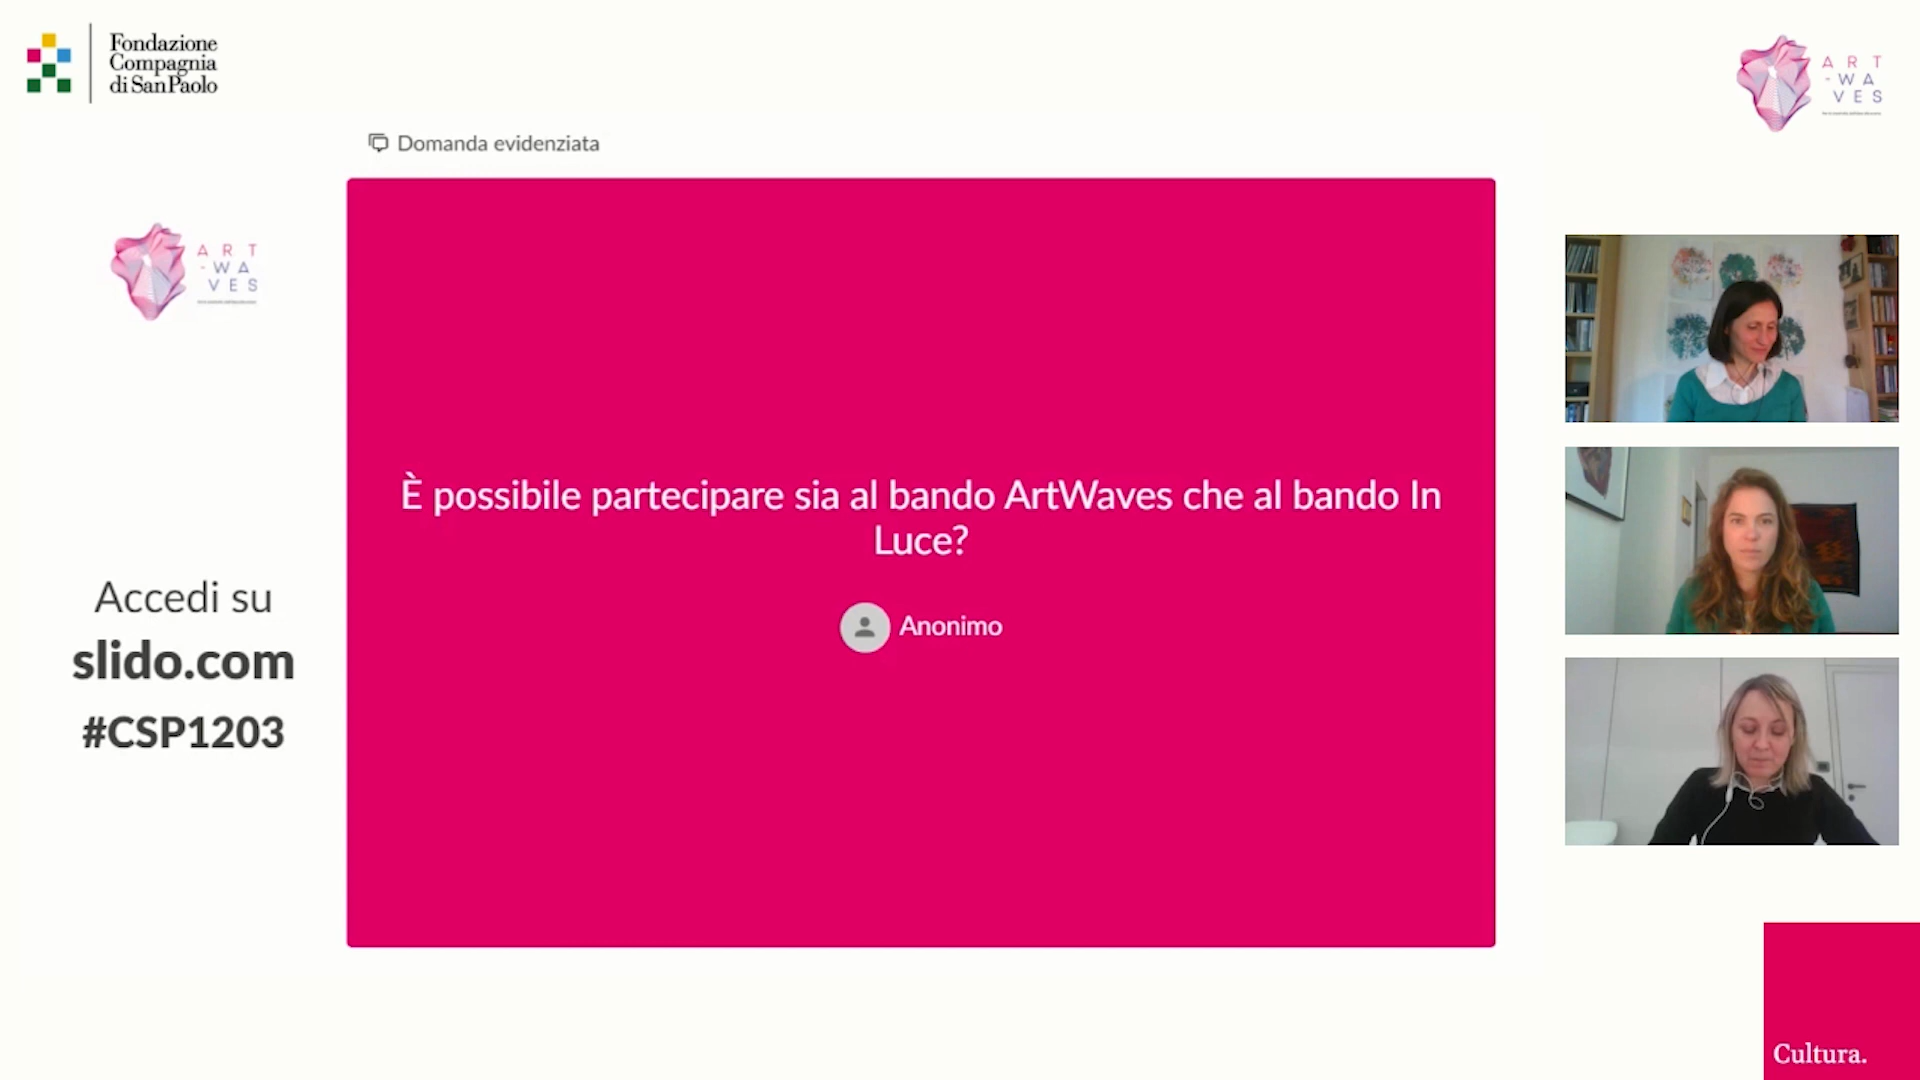 Fondazione
Compagnia
di San Paolo
A R T
- W A
V E S
Domanda evidenziata
A R T
- W A
V E S
È possibile partecipare sia al bando ArtWaves che al bando In
Luce?
Anonimo
Accedi su
slido.com
#CSP1203
Cultura.